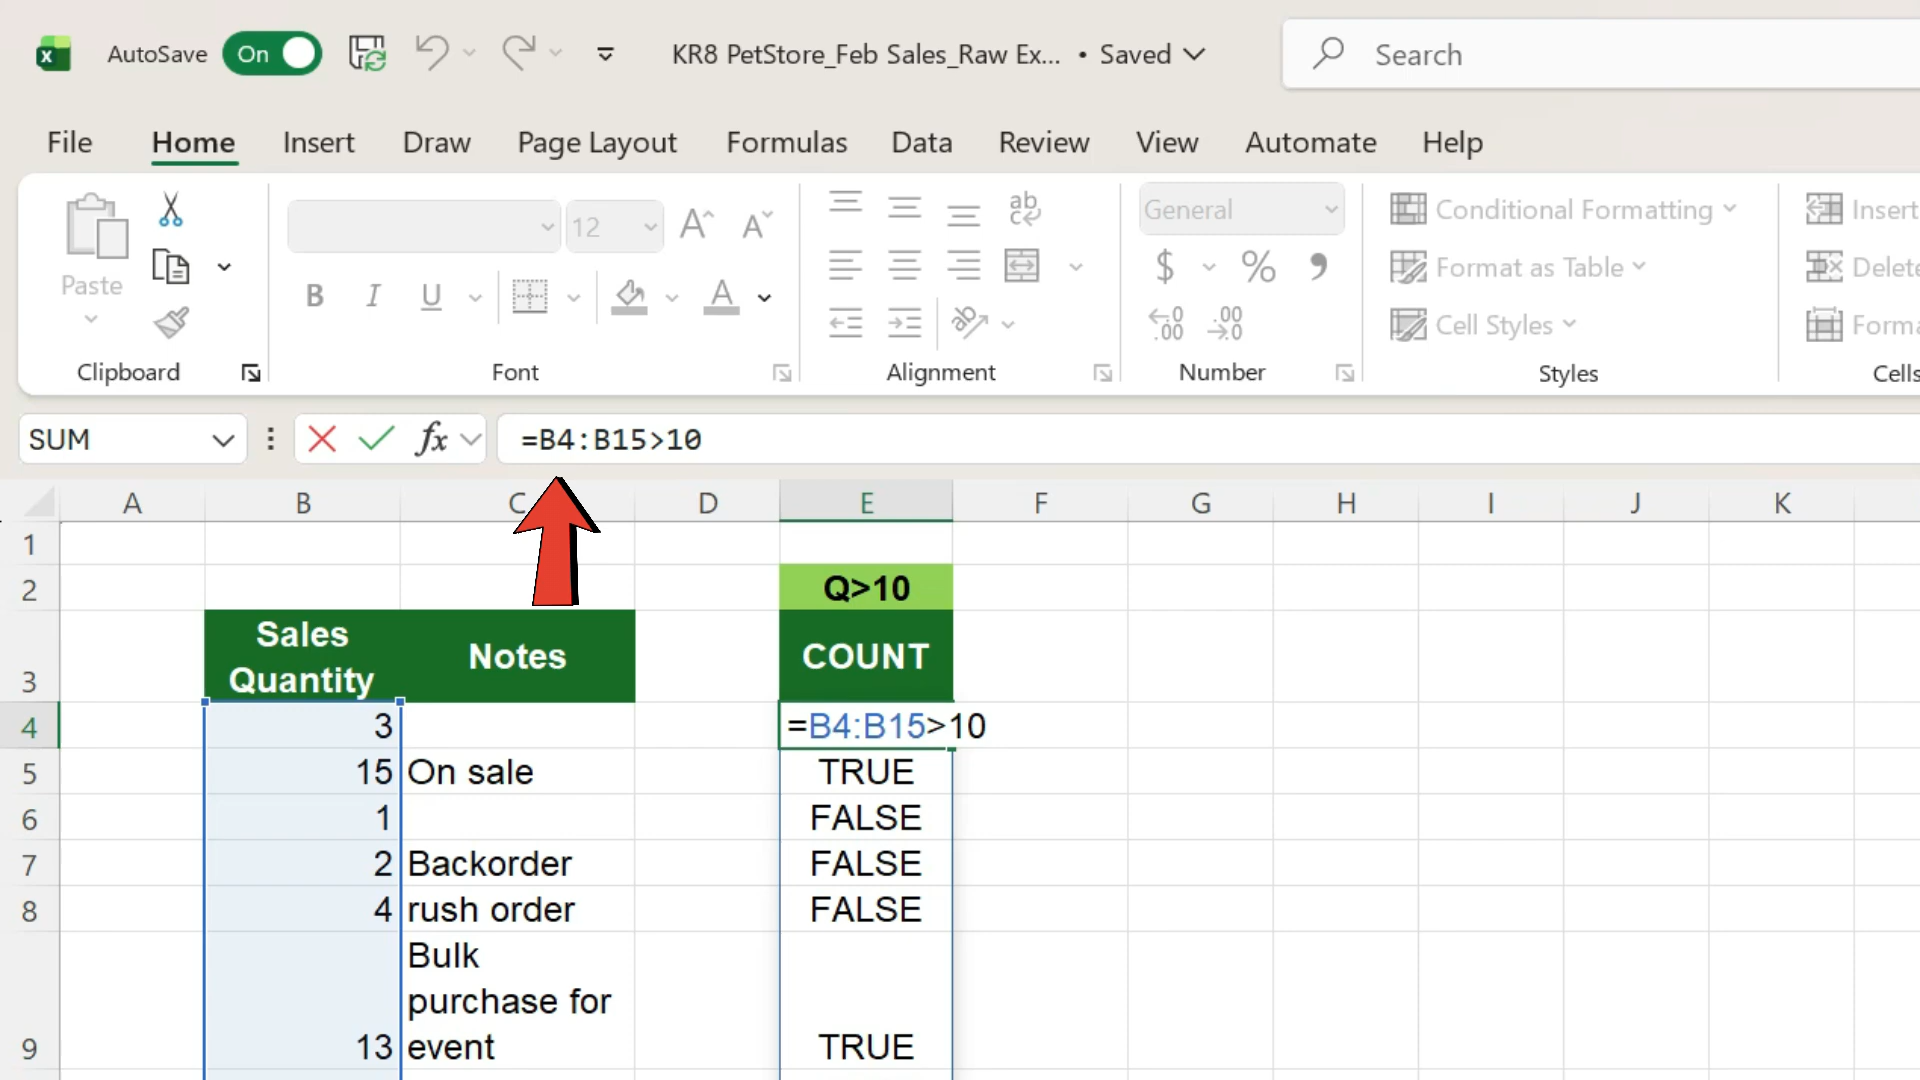 AutoSave On KR8 PetStore_Feb Sales_Raw Ex... • Saved Search
File Home Insert Draw Page Layout Formulas Data Review View Automate Help
Paste
12
B I U
A A A
ab
General
$ % ,
Conditional Formatting
Format as Table
Cell Styles
Insert
Clipboard Font Alignment Number Styles Cells
SUM fx =B4:B15>10
A B C D E F G H I J K
1
2 Q>10
3 Sales Quantity Notes COUNT
4 3 =B4:B15>10
5 15 On sale TRUE
6 1 FALSE
7 2 Backorder FALSE
8 4 rush order FALSE
Bulk
purchase for
9 13 event TRUE